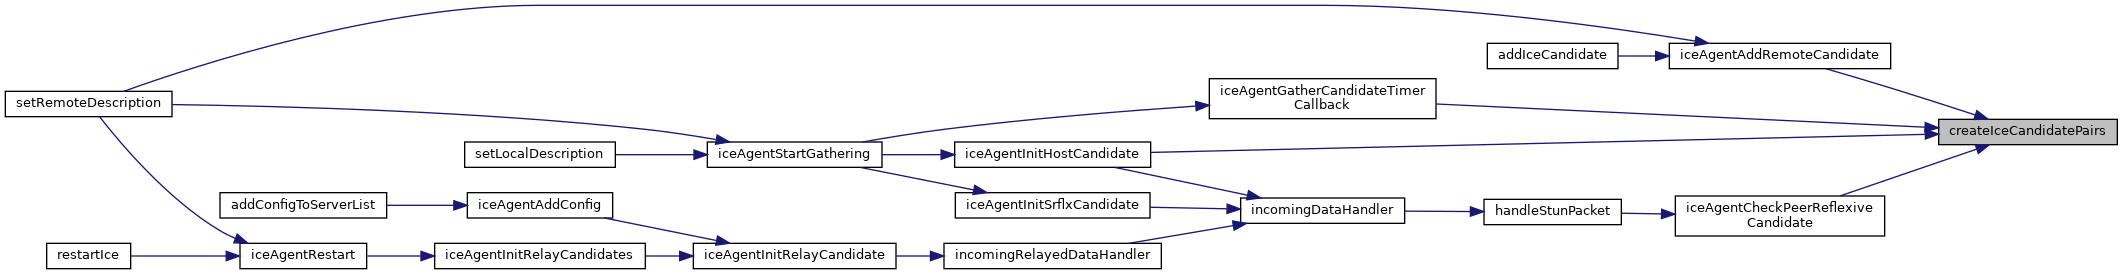 addIceCandidate
iceAgentAddRemoteCandidate
setRemoteDescription
iceAgentGatherCandidateTimer
Callback
createIceCandidatePairs
setLocalDescription
iceAgentStartGathering
iceAgentInitHostCandidate
addConfigToServerList
iceAgentAddConfig
iceAgentInitSrflxCandidate
incomingDataHandler
handleStunPacket
iceAgentCheckPeerReflexive
Candidate
restartIce
iceAgentRestart
iceAgentInitRelayCandidates
iceAgentInitRelayCandidate
incomingRelayedDataHandler